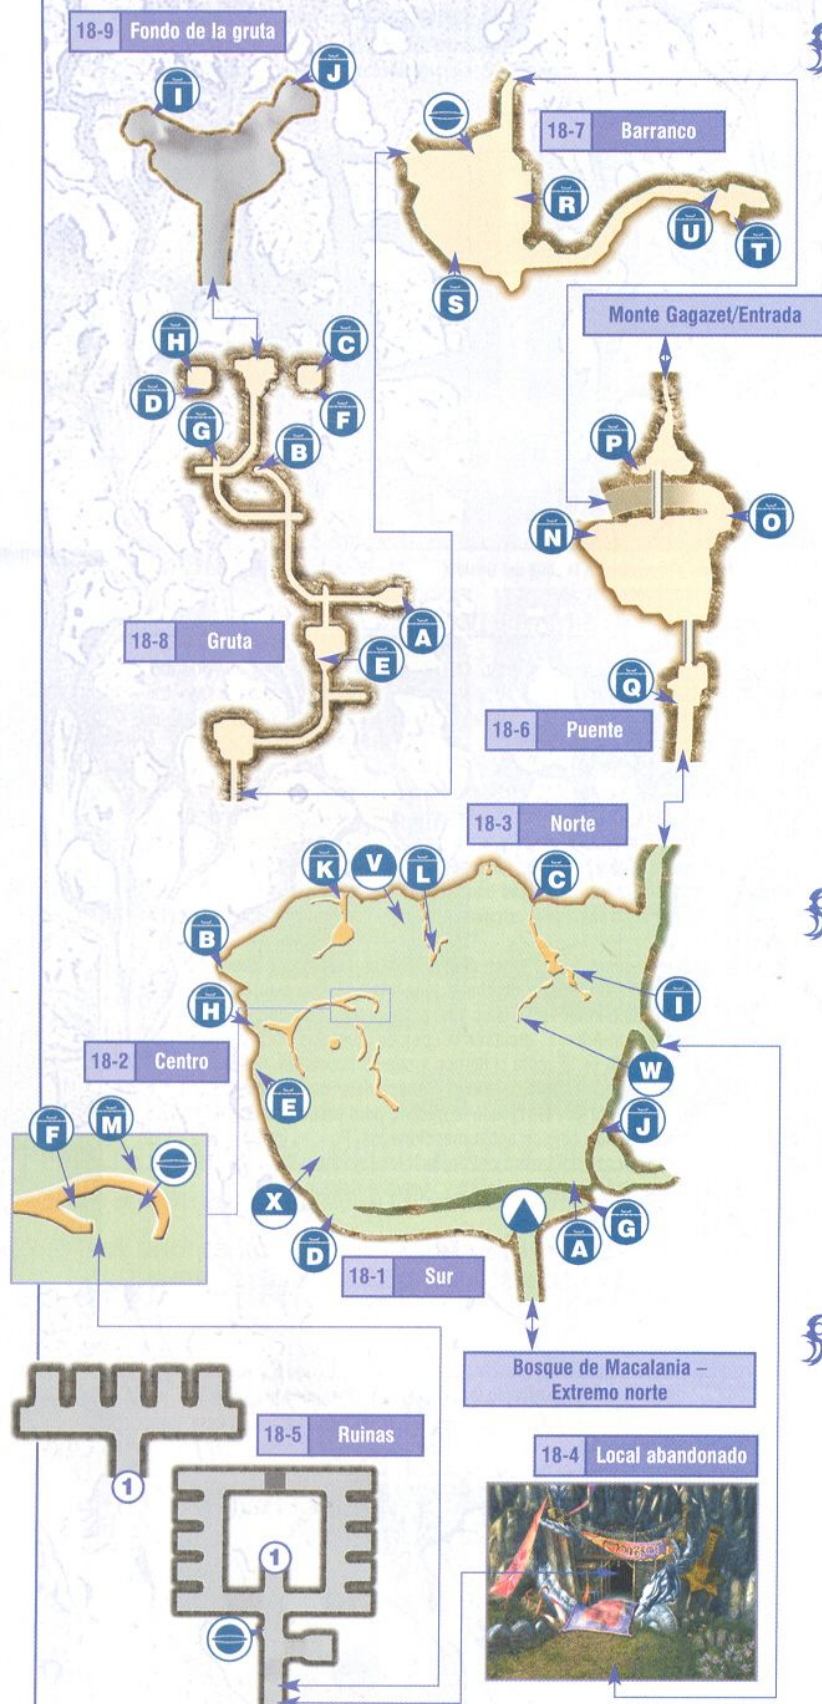 18-9 Fondo de la gruta
I
J
18-7 Barranco
R
U
T
S
Monte Gagazet/Entrada
H
C
D
F
G
B
P
N
O
A
18-8 Gruta
E
Q
18-6 Puente
18-3 Norte
K
V
L
C
B
H
I
18-2 Centro
W
E
F
M
J
X
D
A
G
18-1 Sur
Bosque de Macalania –
Extremo norte
18-5 Ruinas
18-4 Local abandonado
1
1